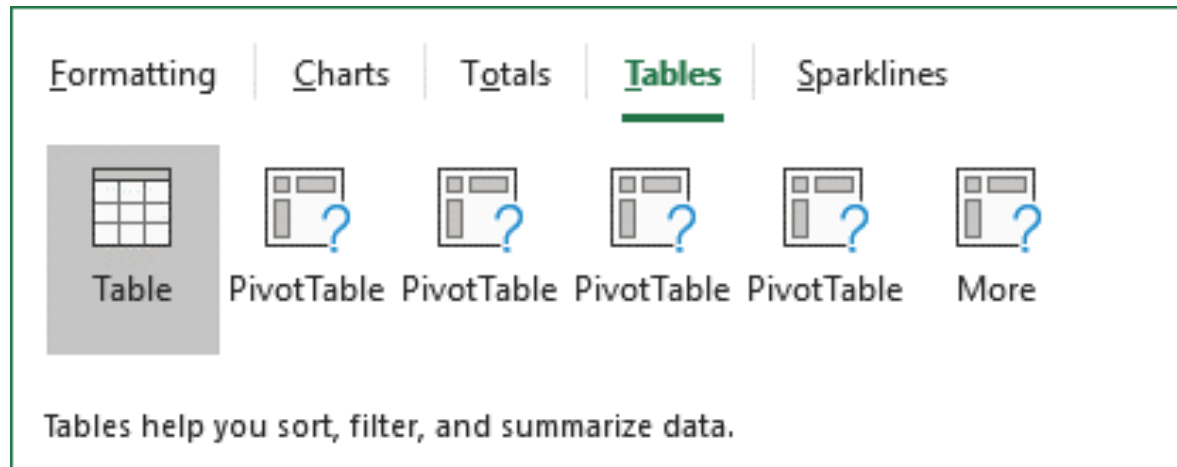 Formatting Charts Totals Tables Sparklines
Table PivotTable PivotTable PivotTable PivotTable More
Tables help you sort, filter, and summarize data.